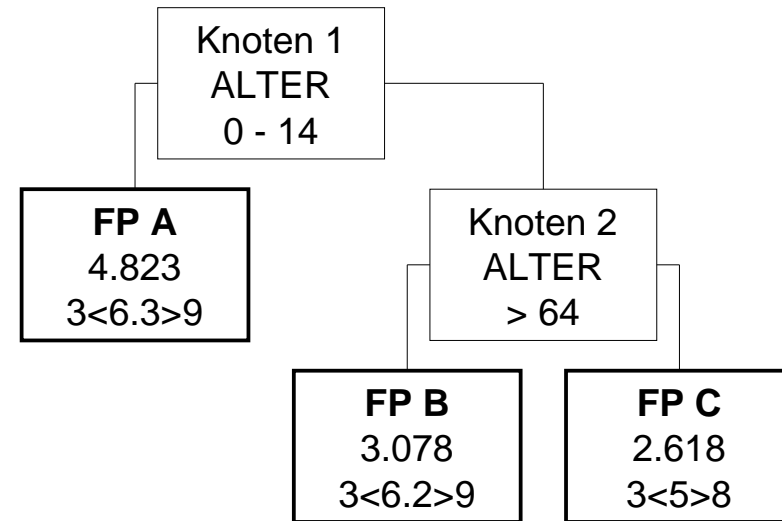 Knoten 1
ALTER
0 - 14
FP A
4.823
3<6.3>9
Knoten 2
ALTER
> 64
FP B
3.078
3<6.2>9
FP C
2.618
3<5>8